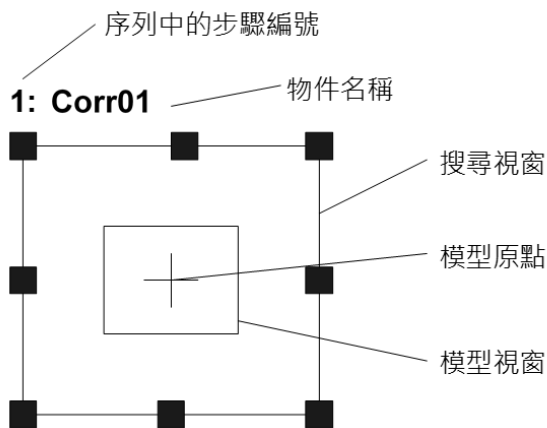 序列中的步驟編號
1: Corr01
物件名稱
搜尋視窗
模型原點
模型視窗